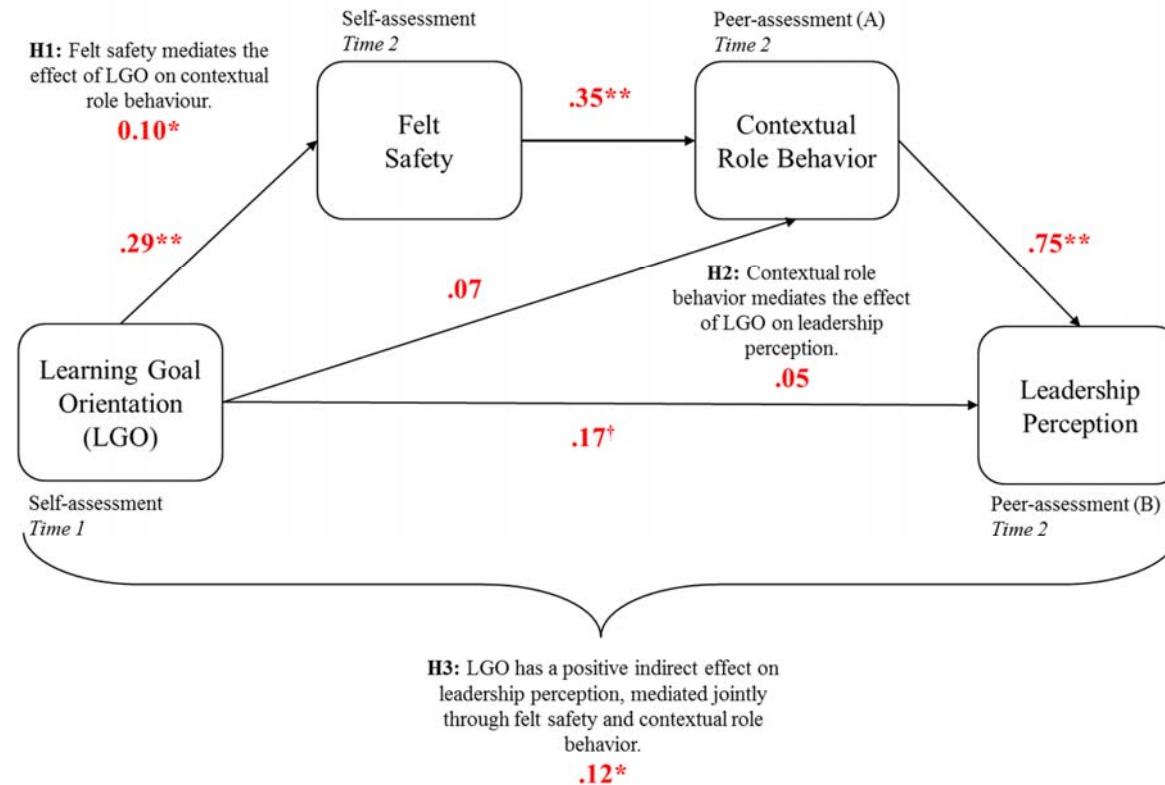 Self-assessment
Time 2
Peer-assessment (A)
Time 2
H1: Felt safety mediates the
effect of LGO on contextual
role behaviour.
0.10*
Felt
Safety
.35**
Contextual
Role Behavior
.29**
.07
.75**
H2: Contextual role
behavior mediates the effect
of LGO on leadership
perception.
.05
Learning Goal
Orientation
(LGO)
.17†
Leadership
Perception
Self-assessment
Time 1
Peer-assessment (B)
Time 2
H3: LGO has a positive indirect effect on
leadership perception, mediated jointly
through felt safety and contextual role
behavior.
.12*